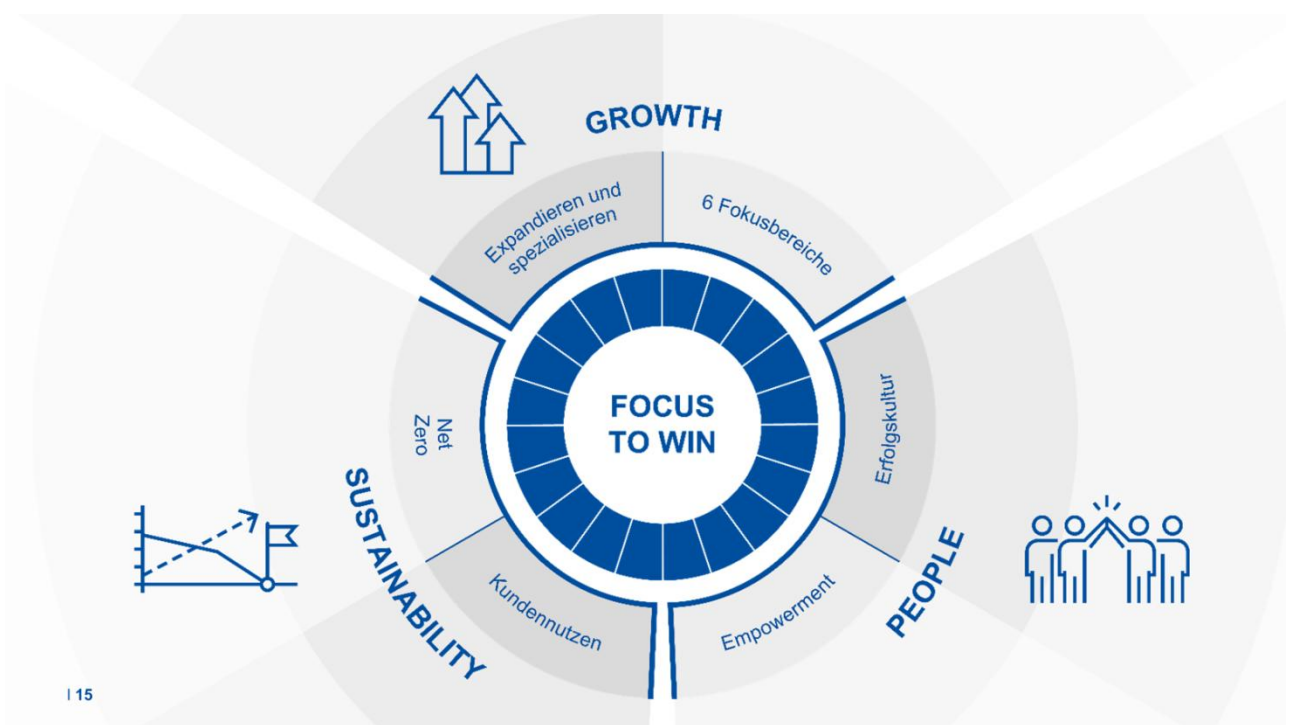 GROWTH
Expandieren und
spezialisieren
6 Fokusbereiche
FOCUS
TO WIN
Net
Zero
Erfolgskultur
SUSTAINABILITY
PEOPLE
Kundennutzen
Empowerment
| 15